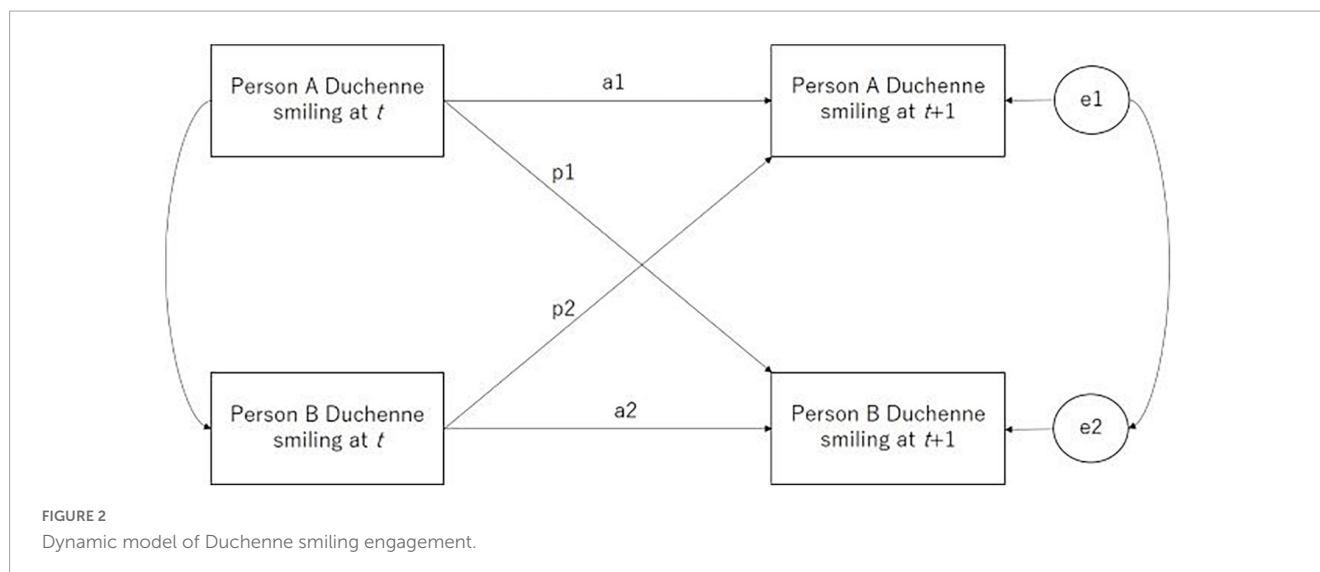 Person A Duchenne
smiling at t
a1
Person A Duchenne
smiling at t+1
e1
p1
p2
Person B Duchenne
smiling at t
a2
Person B Duchenne
smiling at t+1
e2
FIGURE 2
Dynamic model of Duchenne smiling engagement.